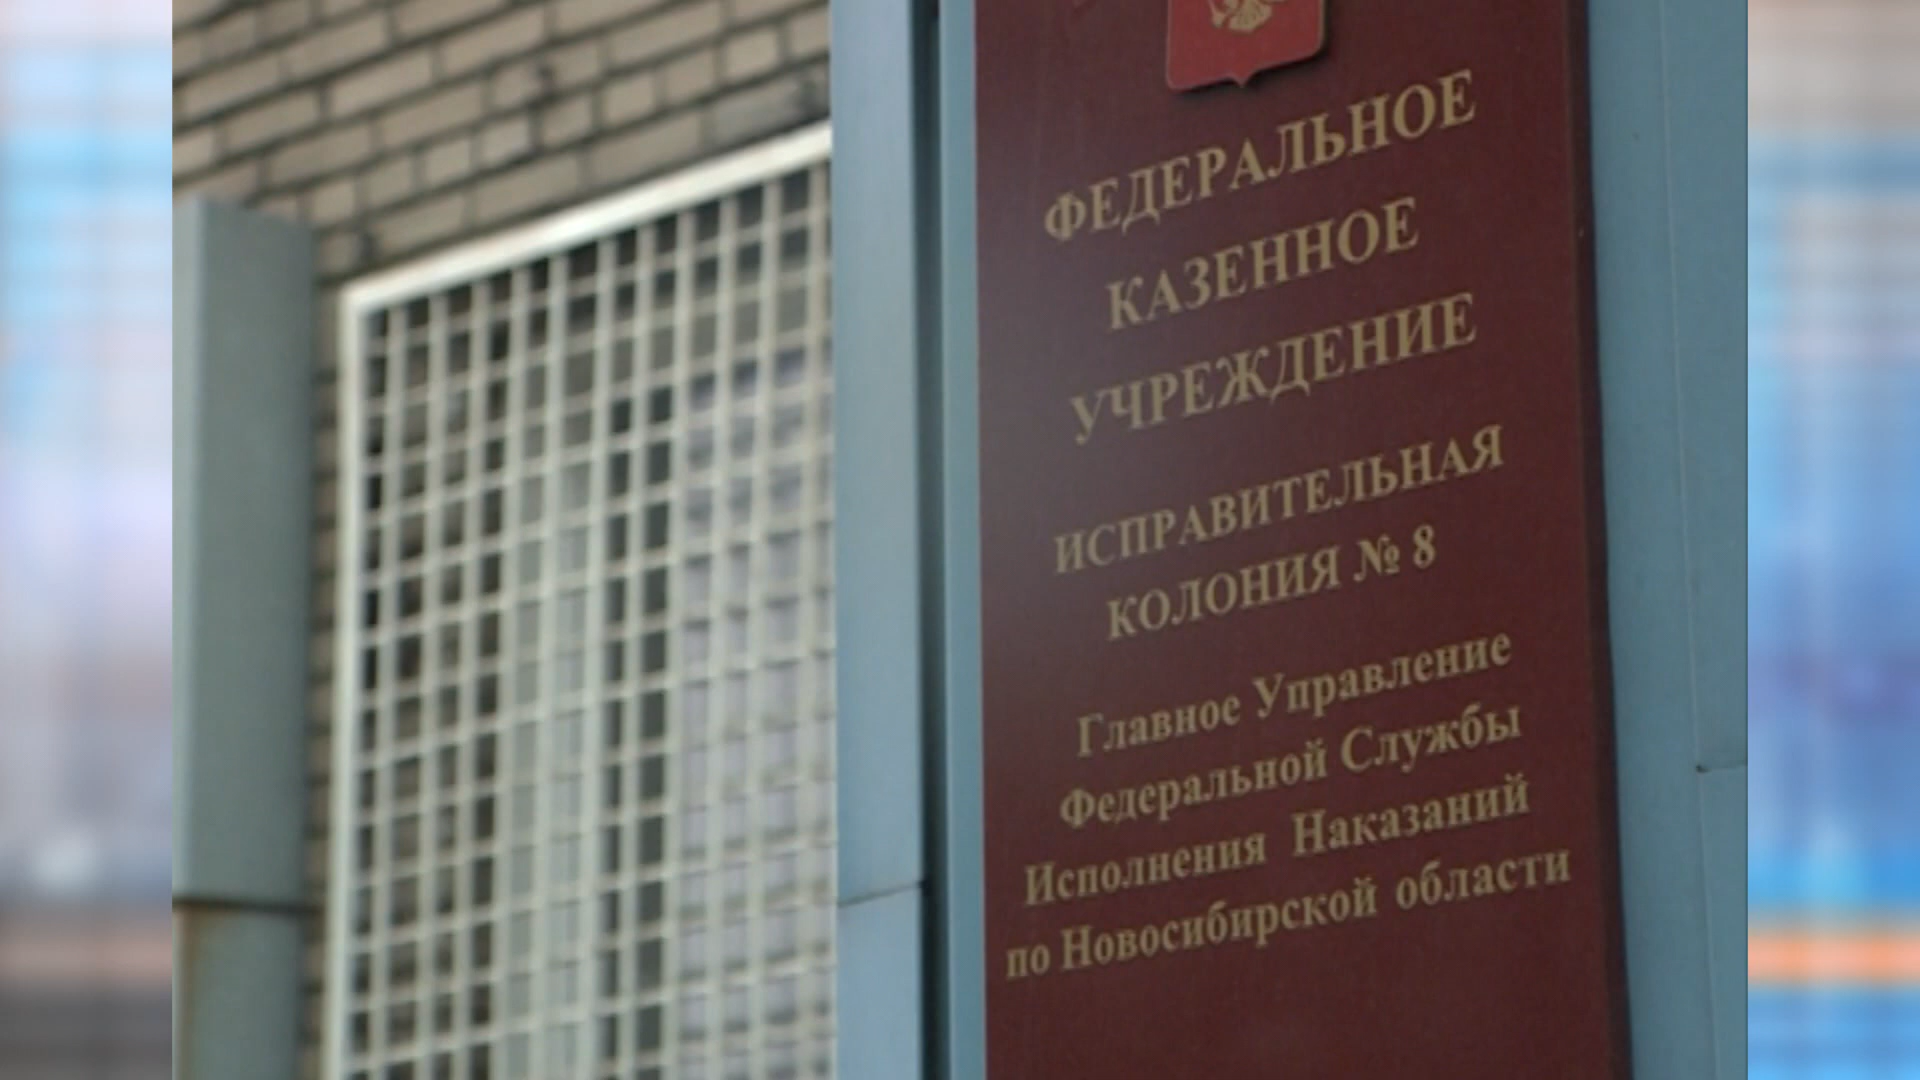 ФЕДЕРАЛЬНОЕ
КАЗЕННОЕ
УЧРЕЖДЕНИЕ
ИСПРАВИТЕЛЬНАЯ
КОЛОНИЯ № 8
Главное Управление
Федеральной Службы
Исполнения Наказаний
по Новосибирской области